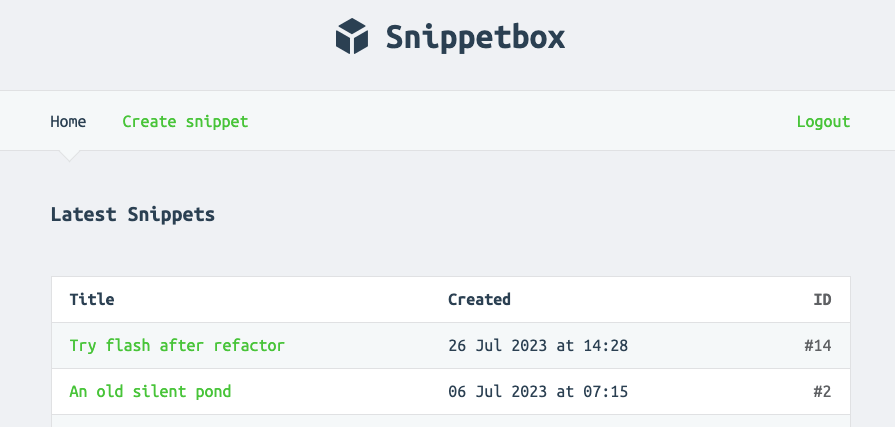 Snippetbox
Home Create snippet Logout
Latest Snippets
Title Created ID
Try flash after refactor 26 Jul 2023 at 14:28 #14
An old silent pond 06 Jul 2023 at 07:15 #2